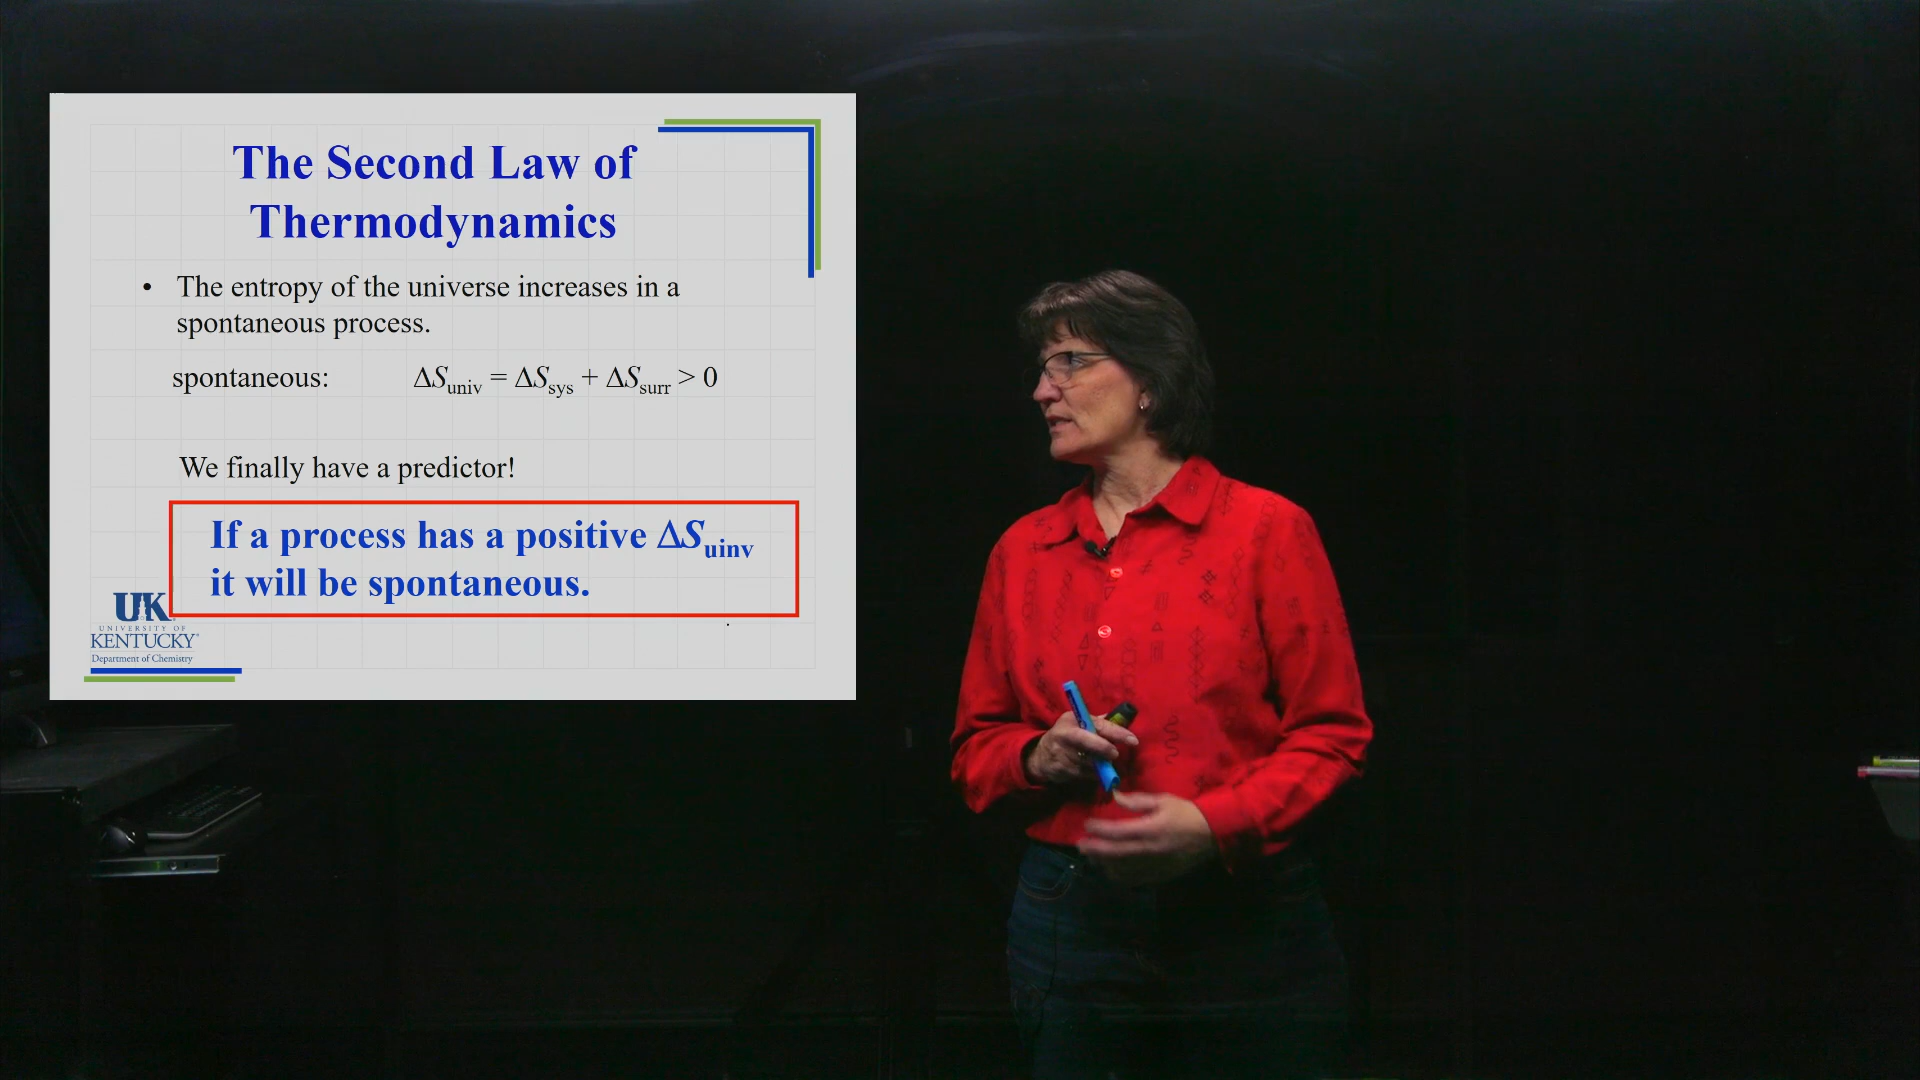 The Second Law of
Thermodynamics
• The entropy of the universe increases in a
spontaneous process.
spontaneous: ΔSuniv = ΔSsys + ΔSsurr > 0
We finally have a predictor!
If a process has a positive ΔSuinv
it will be spontaneous.
UK
UNIVERSITY OF
KENTUCKY
Department of Chemistry